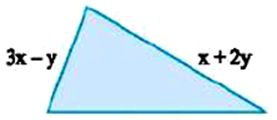 3x – y
x + 2y